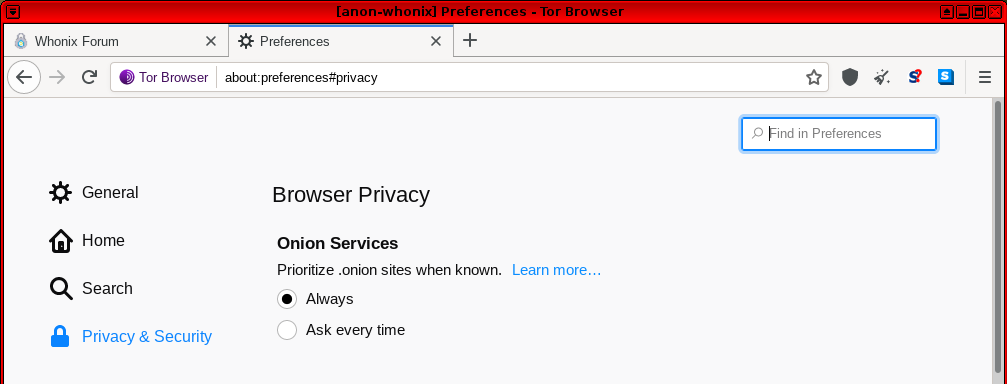 [anon-whonix] Preferences - Tor Browser
Whonix Forum
Preferences
Tor Browser
about:preferences#privacy
Find in Preferences
General
Home
Search
Privacy & Security
Browser Privacy
Onion Services
Prioritize .onion sites when known. Learn more…
Always
Ask every time